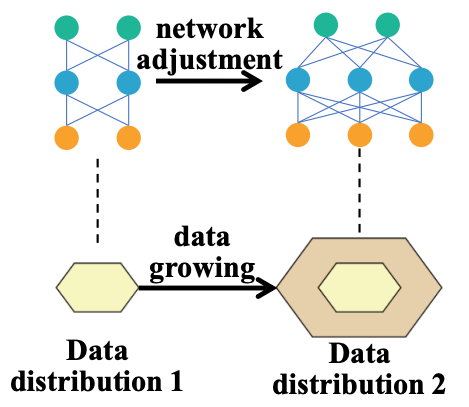 network
adjustment
data
growing
Data
distribution 1
Data
distribution 2